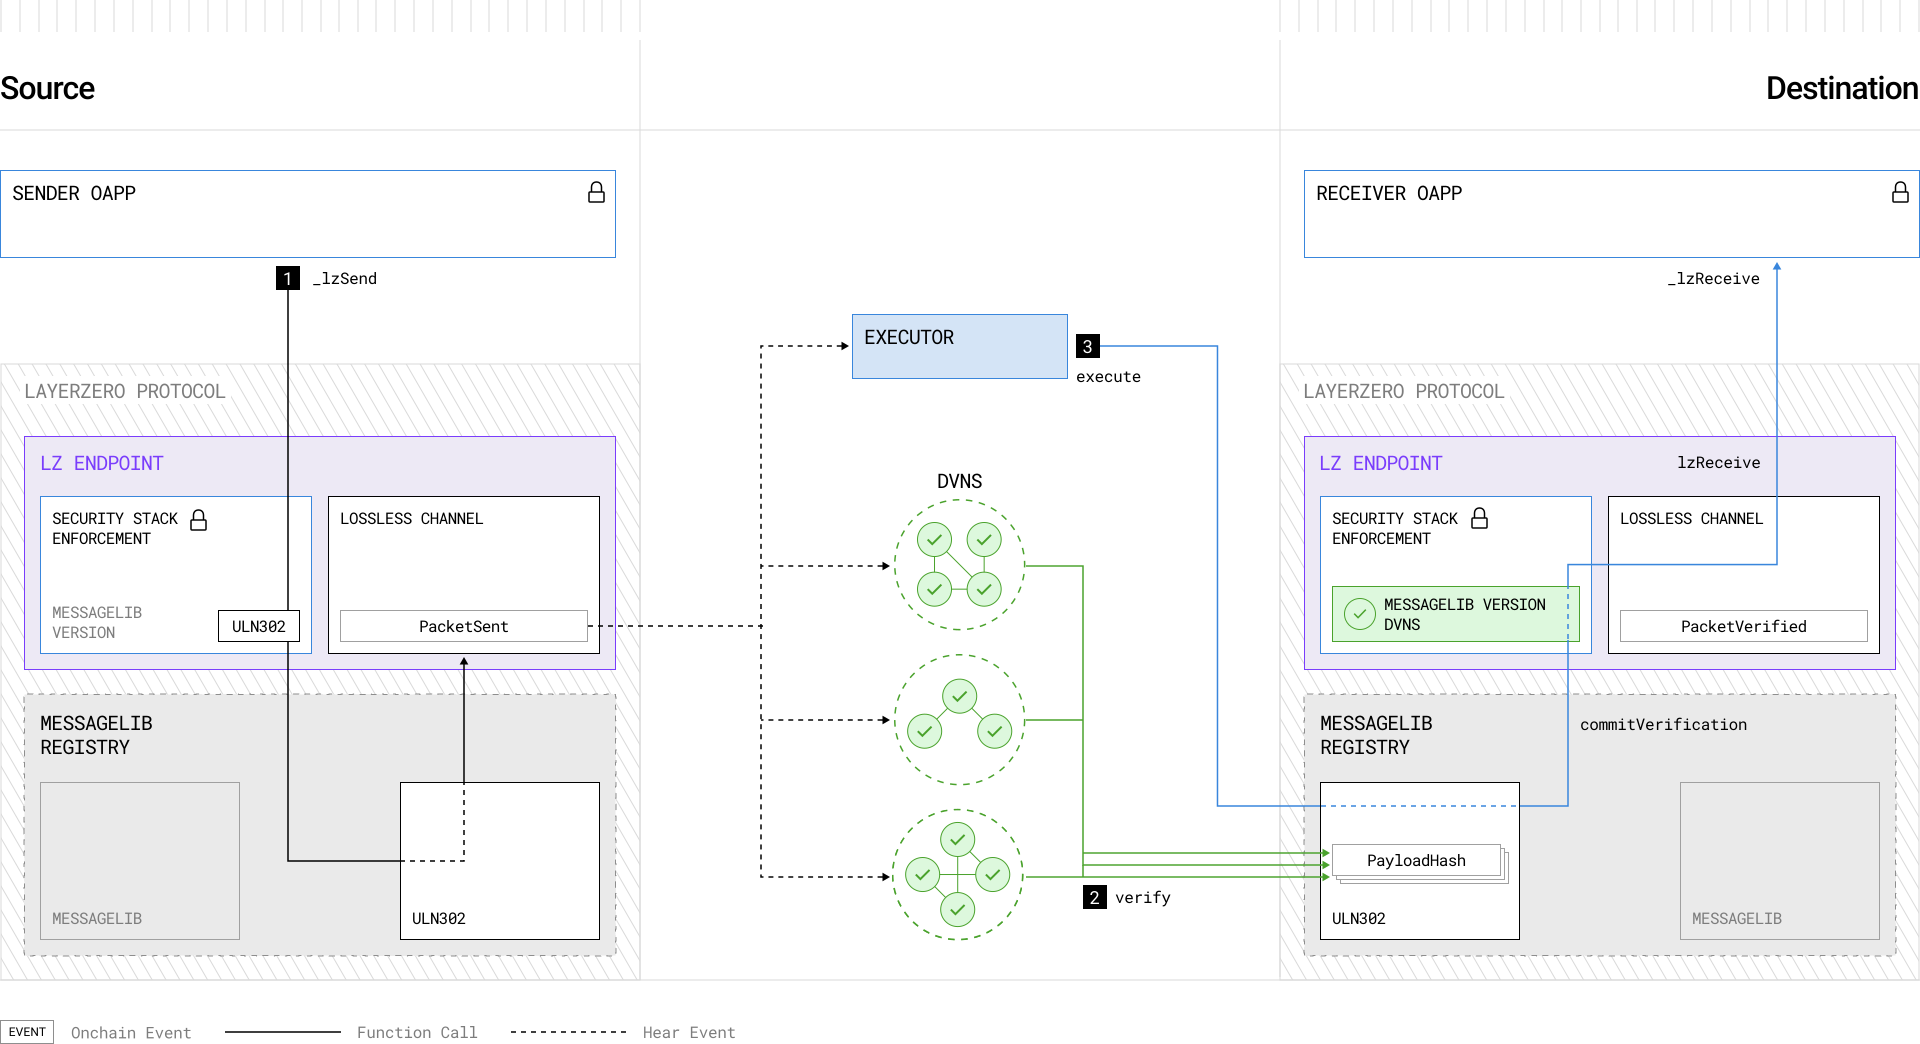 Source
Destination
SENDER OAPP
RECEIVER OAPP
1 _lzSend
_lzReceive
EXECUTOR
3
execute
LAYERZERO PROTOCOL
LZ ENDPOINT
SECURITY STACK
ENFORCEMENT
LOSSLESS CHANNEL
MESSAGELIB
VERSION
ULN302
PacketSent
MESSAGELIB
REGISTRY
MESSAGELIB
ULN302
DVNS
2 verify
LAYERZERO PROTOCOL
LZ ENDPOINT
lzReceive
SECURITY STACK
ENFORCEMENT
LOSSLESS CHANNEL
MESSAGELIB VERSION
DVNS
PacketVerified
MESSAGELIB
REGISTRY
commitVerification
PayloadHash
ULN302
MESSAGELIB
EVENT Onchain Event
Function Call
Hear Event